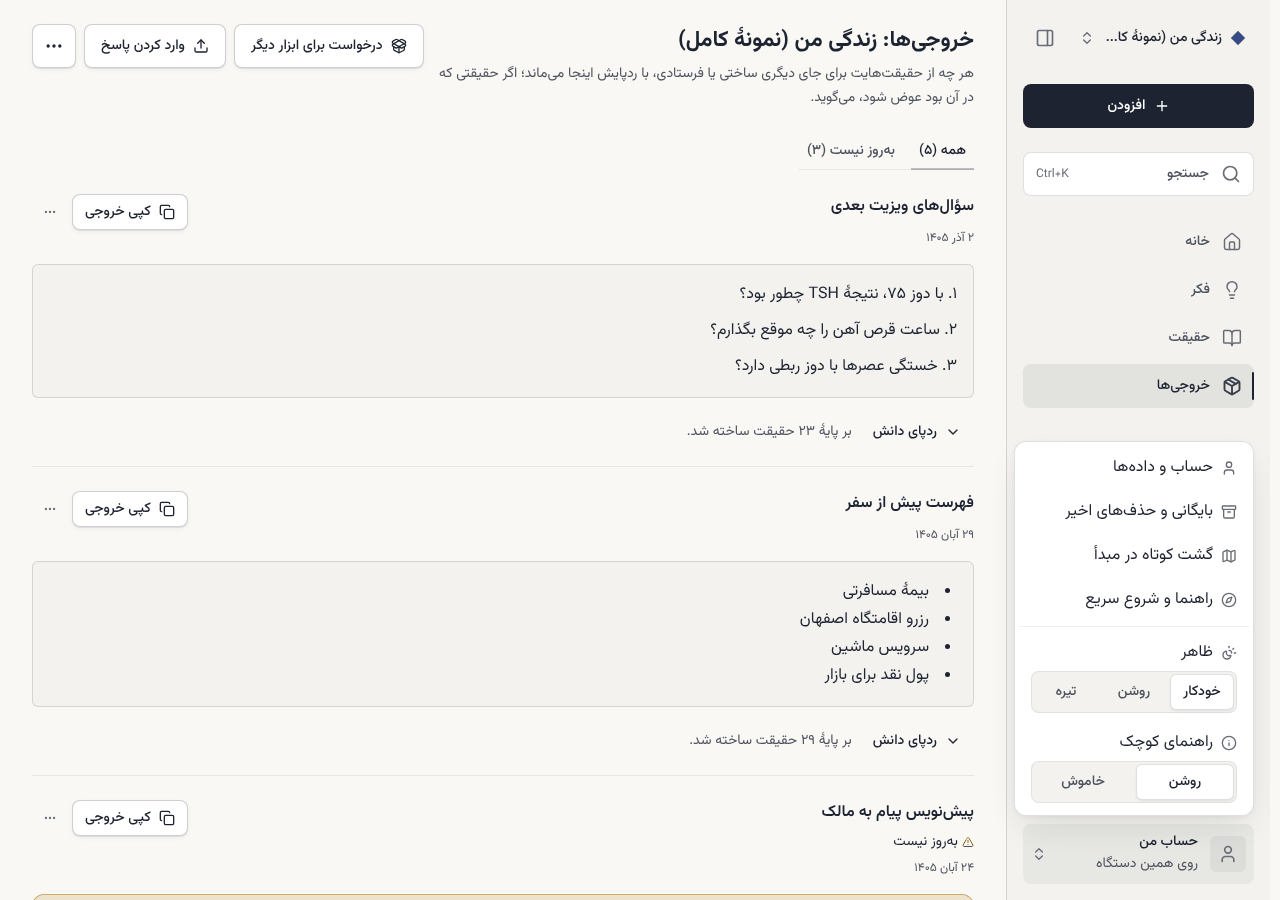 زندگی من (نمونهٔ کا...
افزودن
جستجو
Ctrl+K
خانه
فکر
حقیقت
خروجی‌ها
حساب و داده‌ها
بایگانی و حذف‌های اخیر
گشت کوتاه در مبدأ
راهنما و شروع سریع
ظاهر
خودکار روشن تیره
راهنمای کوچک
روشن خاموش
حساب من
روی همین دستگاه
خروجی‌ها: زندگی من (نمونهٔ کامل)
هر چه از حقیقت‌هایت برای جای دیگری ساختی یا فرستادی، با ردپایش اینجا می‌ماند؛ اگر حقیقتی که
در آن بود عوض شود، می‌گوید.
درخواست برای ابزار دیگر
وارد کردن پاسخ
همه (۵)
به‌روز نیست (۳)
سؤال‌های ویزیت بعدی
۲ آذر ۱۴۰۵
کپی خروجی
۱. با دوز ۷۵، نتیجهٔ TSH چطور بود؟
۲. ساعت قرص آهن را چه موقع بگذارم؟
۳. خستگی عصرها با دوز ربطی دارد؟
ردپای دانش بر پایهٔ ۲۳ حقیقت ساخته شد.
فهرست پیش از سفر
۲۹ آبان ۱۴۰۵
کپی خروجی
• بیمهٔ مسافرتی
• رزرو اقامتگاه اصفهان
• سرویس ماشین
• پول نقد برای بازار
ردپای دانش بر پایهٔ ۲۹ حقیقت ساخته شد.
پیش‌نویس پیام به مالک
به‌روز نیست
۲۴ آبان ۱۴۰۵
کپی خروجی